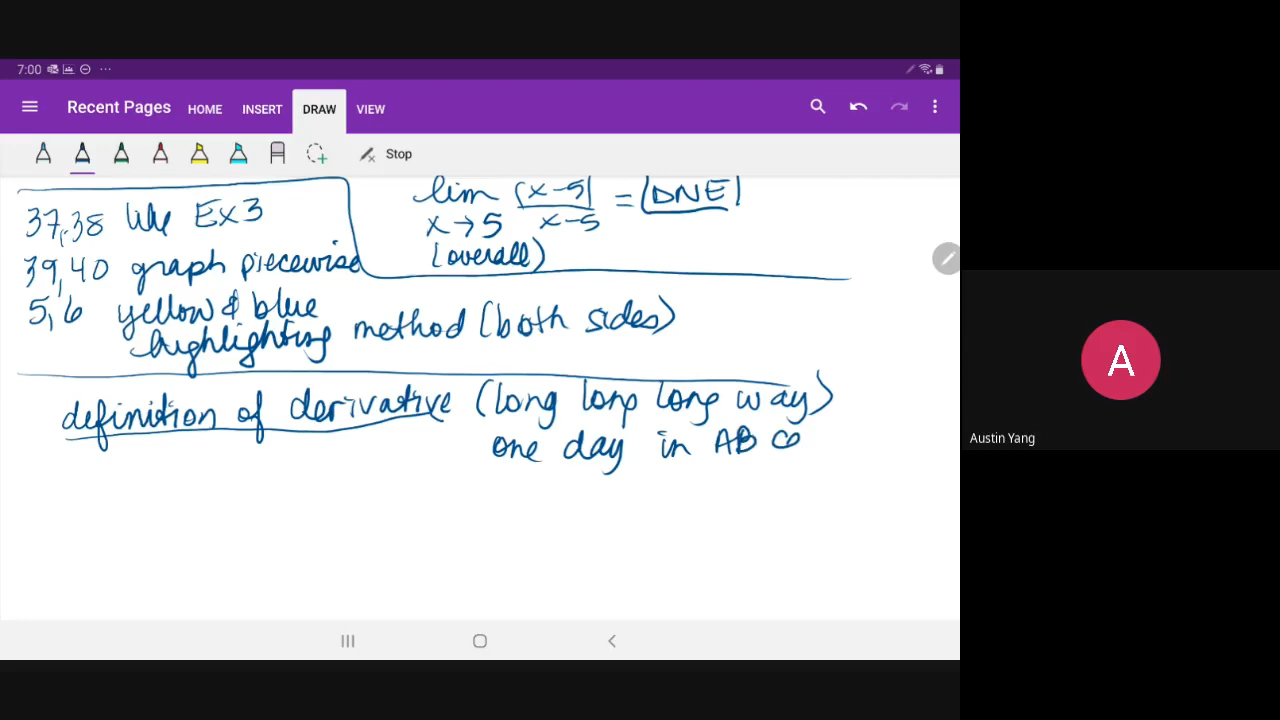 7:00
Recent Pages HOME INSERT DRAW VIEW
Stop
37,38 like Ex3
39,40 graph piecewise
5,6 yellow & blue
highlighting method (both sides)
lim |x-5| = DNE
x→5 x-5
(overall)
definition of derivative (long long long way)
one day in AB C
A
Austin Yang